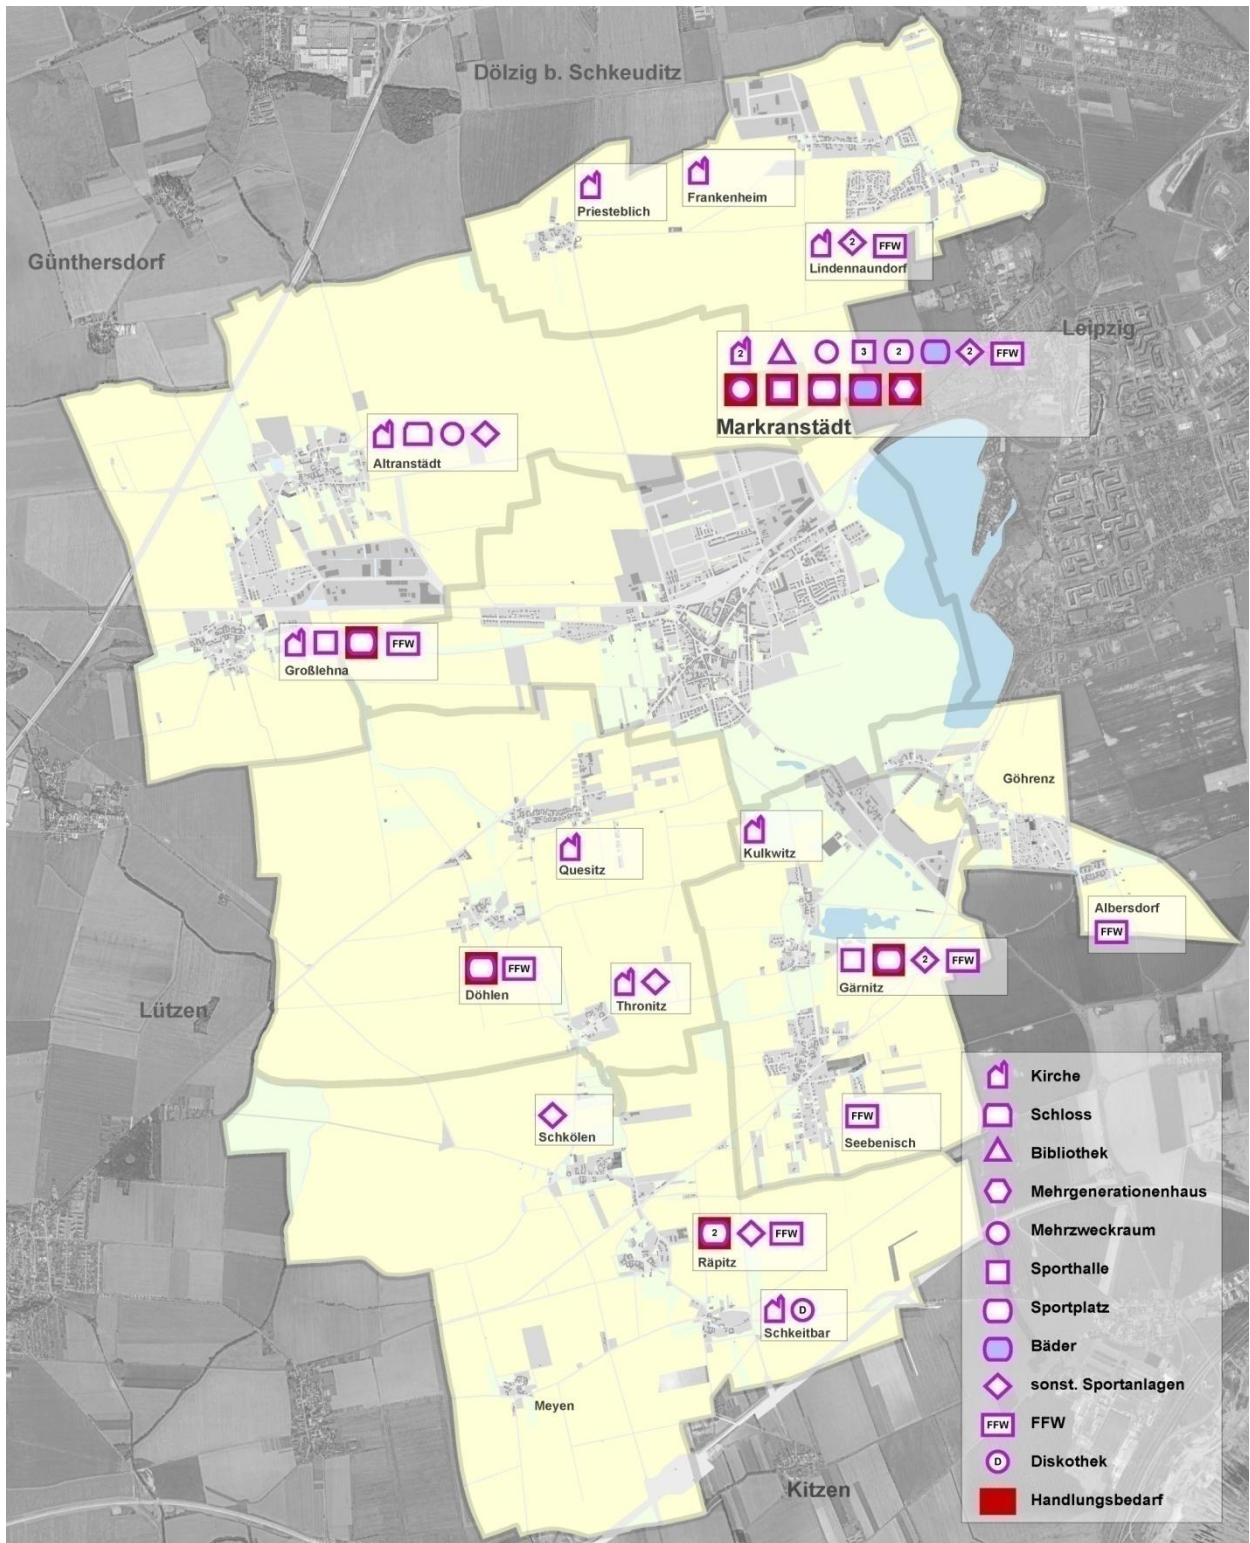 Dölzig b. Schkeuditz
Priesteblich
Frankenheim
2 FFW
Lindennaundorf
Günthersdorf
Leipzig
2 3 2 2 FFW
Markranstädt
Altranstädt
FFW
Großlehna
Göhrenz
Quesitz
Kulkwitz
Albersdorf
FFW
FFW
Döhlen
Thronitz
2 FFW
Gärnitz
Lützen
Schkölen
FFW
Seebenisch
2 FFW
Räpitz
D
Schkeitbar
Meyen
Kitzen
Kirche
Schloss
Bibliothek
Mehrgenerationenhaus
Mehrzweckraum
Sporthalle
Sportplatz
Bäder
sonst. Sportanlagen
FFW FFW
D Diskothek
Handlungsbedarf